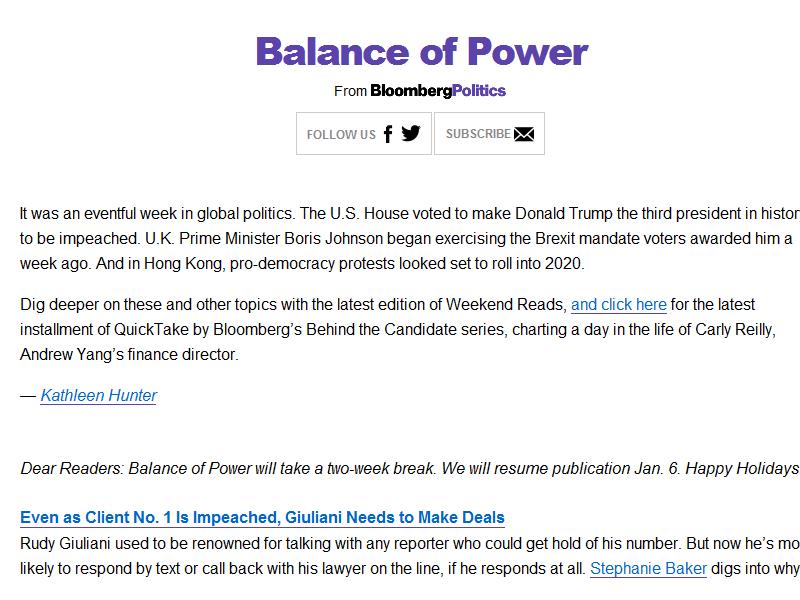 Balance of Power
From BloombergPolitics
FOLLOW US
SUBSCRIBE
It was an eventful week in global politics. The U.S. House voted to make Donald Trump the third president in
to be impeached. U.K. Prime Minister Boris Johnson began exercising the Brexit mandate voters awarded him a
week ago. And in Hong Kong, pro-democracy protests looked set to roll into 2020.
Dig deeper on these and other topics with the latest edition of Weekend Reads, and click here for the latest
installment of QuickTake by Bloomberg’s Behind the Candidate series, charting a day in the life of Carly Reilly,
Andrew Yang’s finance director.
— Kathleen Hunter
Dear Readers: Balance of Power will take a two-week break. We will resume publication Jan. 6. Happy Holidays
Even as Client No. 1 Is Impeached, Giuliani Needs to Make Deals
Rudy Giuliani used to be renowned for talking with any reporter who could get hold of his number. But now he’s
likely to respond by text or call back with his lawyer on the line, if he responds at all. Stephanie Baker digs into why